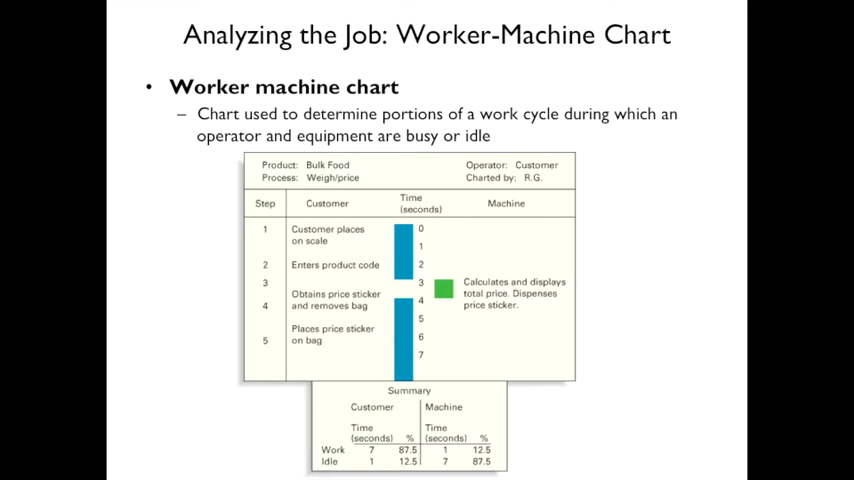 Analyzing the Job: Worker-Machine Chart
• Worker machine chart
– Chart used to determine portions of a work cycle during which an
operator and equipment are busy or idle
Product: Bulk Food Operator: Customer
Process: Weigh/price Charted by: R.G.
Step Customer Time (seconds) Machine
1 Customer places on scale 0
1
2 Enters product code 2
3 3 Calculates and displays total price. Dispenses price sticker.
4 Obtains price sticker and removes bag 4
5
5 Places price sticker on bag 6
7
Summary
Customer Machine
Time (seconds) % Time (seconds) %
Work 7 87.5 1 12.5
Idle 1 12.5 7 87.5